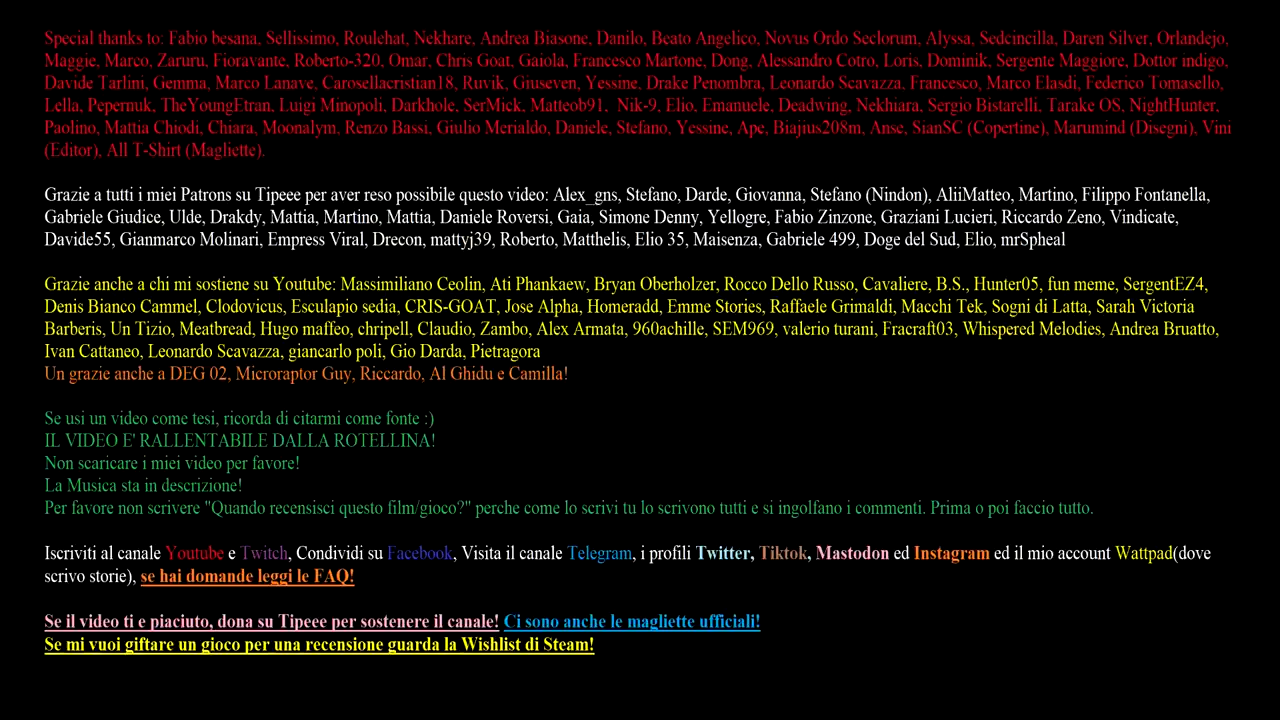 Special thanks to: Fabio besana, Sellissimo, Roulehat, Nekhare, Andrea Biasone, Danilo, Beato Angelico, Novus Ordo Seclorum, Alyssa, Sedcincilla, Daren Silver, Orlandejo,
Maggie, Marco, Zaruru, Fioravante, Roberto-320, Omar, Chris Goat, Gaiola, Francesco Martone, Dong, Alessandro Cotro, Loris, Dominik, Sergente Maggiore, Dottor indigo,
Davide Tarlini, Gemma, Marco Lanave, Carosellacristian18, Ruvik, Giuseven, Yessine, Drake Penombra, Leonardo Scavazza, Francesco, Marco Elasdi, Federico Tomasello,
Lella, Pepernuk, TheYoungEtran, Luigi Minopoli, Darkhole, SerMick, Matteob91, Nik-9, Elio, Emanuele, Deadwing, Nekhiara, Sergio Bistarelli, Tarake OS, NightHunter,
Paolino, Mattia Chiodi, Chiara, Moonalym, Renzo Bassi, Giulio Merialdo, Daniele, Stefano, Yessine, Ape, Biajius208m, Anse, SianSC (Copertine), Marumind (Disegni), Vini
(Editor), All T-Shirt (Magliette).
Grazie a tutti i miei Patrons su Tipeee per aver reso possibile questo video: Alex_gns, Stefano, Darde, Giovanna, Stefano (Nindon), AliiMatteo, Martino, Filippo Fontanella,
Gabriele Giudice, Ulde, Drakdy, Mattia, Martino, Mattia, Daniele Roversi, Gaia, Simone Denny, Yellogre, Fabio Zinzone, Graziani Lucieri, Riccardo Zeno, Vindicate,
Davide55, Gianmarco Molinari, Empress Viral, Drecon, mattyj39, Roberto, Matthelis, Elio 35, Maisenza, Gabriele 499, Doge del Sud, Elio, mrSpheal
Grazie anche a chi mi sostiene su Youtube: Massimiliano Ceolin, Ati Phankaew, Bryan Oberholzer, Rocco Dello Russo, Cavaliere, B.S., Hunter05, fun meme, SergentEZ4,
Denis Bianco Cammel, Clodovicus, Esculapio sedia, CRIS-GOAT, Jose Alpha, Homeradd, Emme Stories, Raffaele Grimaldi, Macchi Tek, Sogni di Latta, Sarah Victoria
Barberis, Un Tizio, Meatbread, Hugo maffeo, chripell, Claudio, Zambo, Alex Armata, 960achille, SEM969, valerio turani, Fracraft03, Whispered Melodies, Andrea Bruatto,
Ivan Cattaneo, Leonardo Scavazza, giancarlo poli, Gio Darda, Pietragora
Un grazie anche a DEG 02, Microraptor Guy, Riccardo, Al Ghidu e Camilla!
Se usi un video come tesi, ricorda di citarmi come fonte :)
IL VIDEO E' RALLENTABILE DALLA ROTELLINA!
Non scaricare i miei video per favore!
La Musica sta in descrizione!
Per favore non scrivere "Quando recensisci questo film/gioco?" perche come lo scrivi tu lo scrivono tutti e si ingolfano i commenti. Prima o poi faccio tutto.
Iscriviti al canale Youtube e Twitch, Condividi su Facebook, Visita il canale Telegram, i profili Twitter, Tiktok, Mastodon ed Instagram ed il mio account Wattpad(dove
scrivo storie), se hai domande leggi le FAQ!
Se il video ti e piaciuto, dona su Tipeee per sostenere il canale! Ci sono anche le magliette ufficiali!
Se mi vuoi giftare un gioco per una recensione guarda la Wishlist di Steam!